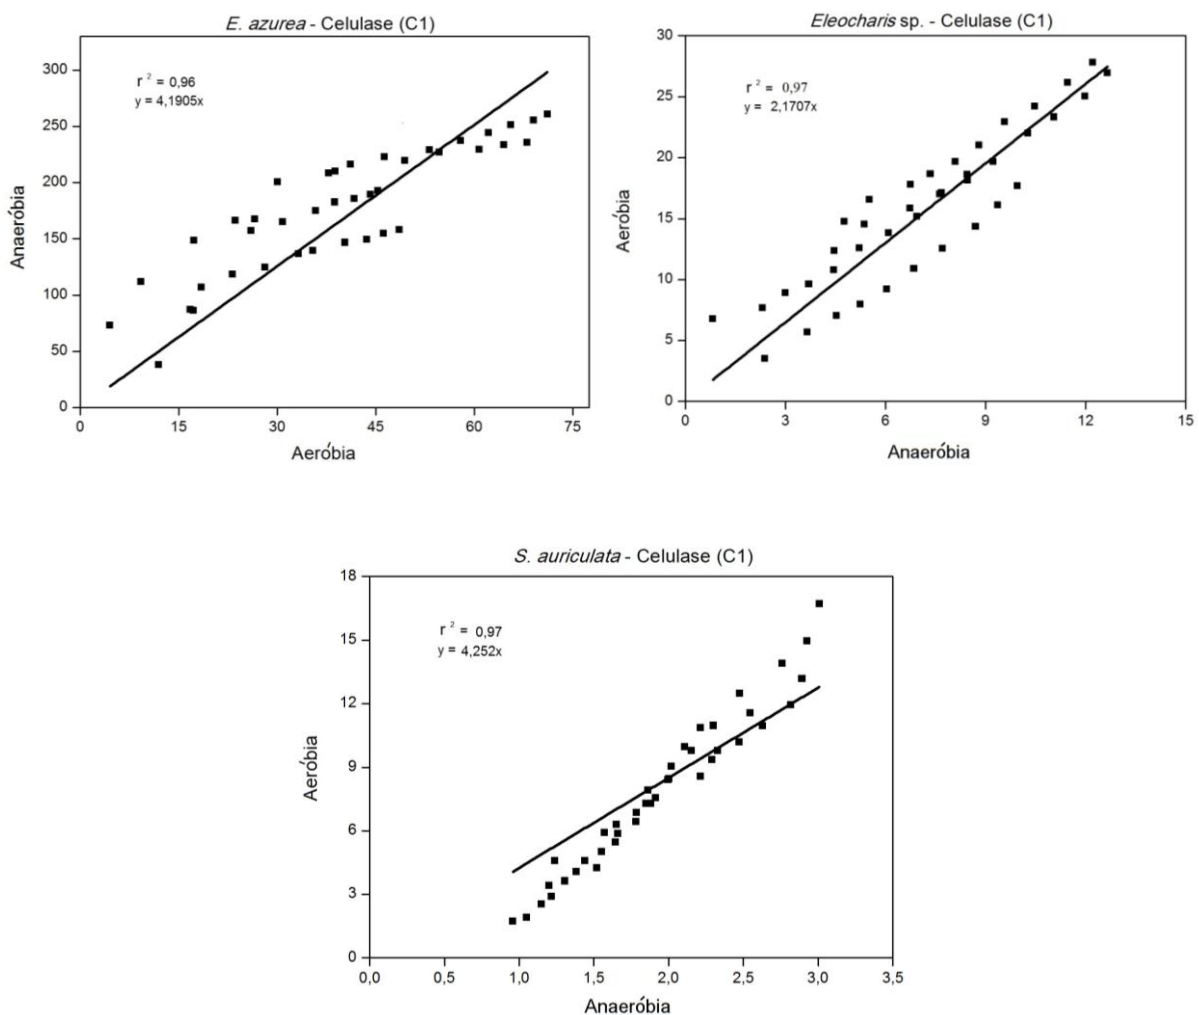 E. azurea - Celulase (C1)
r² = 0,96
y = 4,1905x
Anaeróbia
300
250
200
150
100
50
0
0 15 30 45 60 75
Aeróbia
Eleocharis sp. - Celulase (C1)
r² = 0,97
y = 2,1707x
Aeróbia
30
25
20
15
10
5
0
0 3 6 9 12 15
Anaeróbia
S. auriculata - Celulase (C1)
r² = 0,97
y = 4,252x
Aeróbia
18
15
12
9
6
3
0
0,0 0,5 1,0 1,5 2,0 2,5 3,0 3,5
Anaeróbia